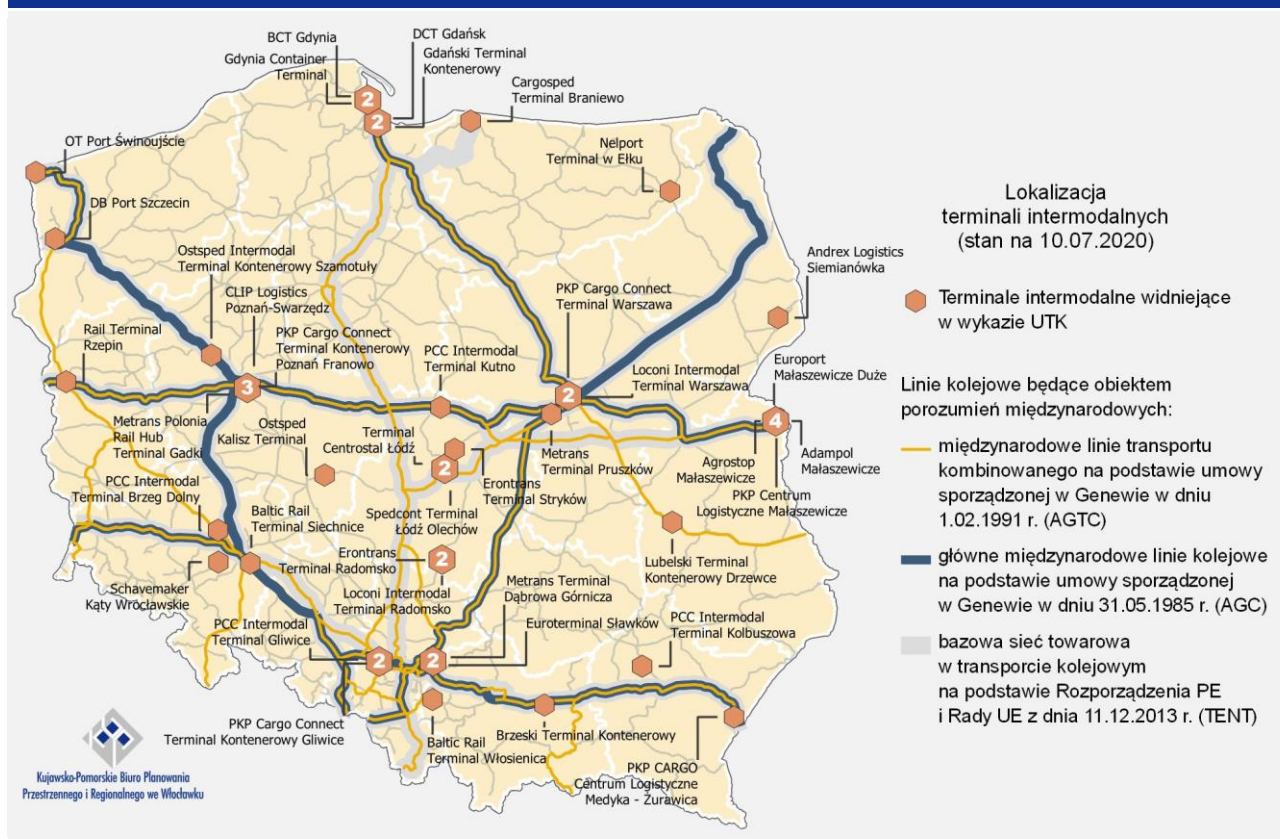 BCT Gdynia
Gdynia Container
Terminal
2
2
DCT Gdańsk
Gdański Terminal
Kontenerowy
Cargosped
Terminal Braniewo
Nelport
Terminal w Ełku
OT Port Świnoujście
DB Port Szczecin
Ostsped Intermodal
Terminal Kontenerowy Szamotuły
CLIP Logistics
Poznań-Swarzędz
PKP Cargo Connect
Terminal Kontenerowy
Poznań Franowo
Rail Terminal
Rzepin
3
PCC Intermodal
Terminal Kutno
PKP Cargo Connect
Terminal Warszawa
2
Loconi Intermodal
Terminal Warszawa
Andrex Logistics
Siemianówka
Europort
Małaszewicze Duże
4
Metrans Polonia
Rail Hub
Terminal Gadki
Ostsped
Kalisz Terminal
Terminal
Centrostal Łódź
2
Erontrans
Terminal Stryków
Metrans
Terminal Pruszków
Agrostop
Małaszewicze
Adampol
Małaszewicze
PKP Centrum
Logistyczne Małaszewicze
PCC Intermodal
Terminal Brzeg Dolny
Baltic Rail
Terminal Siechnice
Spedcont Terminal
Łódź Olechów
Erontrans
Terminal Radomsko
2
Loconi Intermodal
Terminal Radomsko
Lubelski Terminal
Kontenerowy Drzewce
Schavemaker
Kąty Wrocławskie
Metrans Terminal
Dąbrowa Górnicza
Euroterminal Sławków
PCC Intermodal
Terminal Kolbuszowa
PCC Intermodal
Terminal Gliwice
2
2
PKP Cargo Connect
Terminal Kontenerowy Gliwice
Baltic Rail
Terminal Włosienica
Brzeski Terminal Kontenerowy
PKP CARGO
Centrum Logistyczne
Medyka - Żurawica
Kujawsko-Pomorskie Biuro Planowania
Przestrzennego i Regionalnego we Włocławku
Lokalizacja
terminali intermodalnych
(stan na 10.07.2020)
Terminale intermodalne widniejące
w wykazie UTK
Linie kolejowe będące obiektem
porozumień międzynarodowych:
międzynarodowe linie transportu
kombinowanego na podstawie umowy
sporządzonej w Genewie w dniu
1.02.1991 r. (AGTC)
główne międzynarodowe linie kolejowe
na podstawie umowy sporządzonej
w Genewie w dniu 31.05.1985 r. (AGC)
bazowa sieć towarowa
w transporcie kolejowym
na podstawie Rozporządzenia PE
i Rady UE z dnia 11.12.2013 r. (TENT)